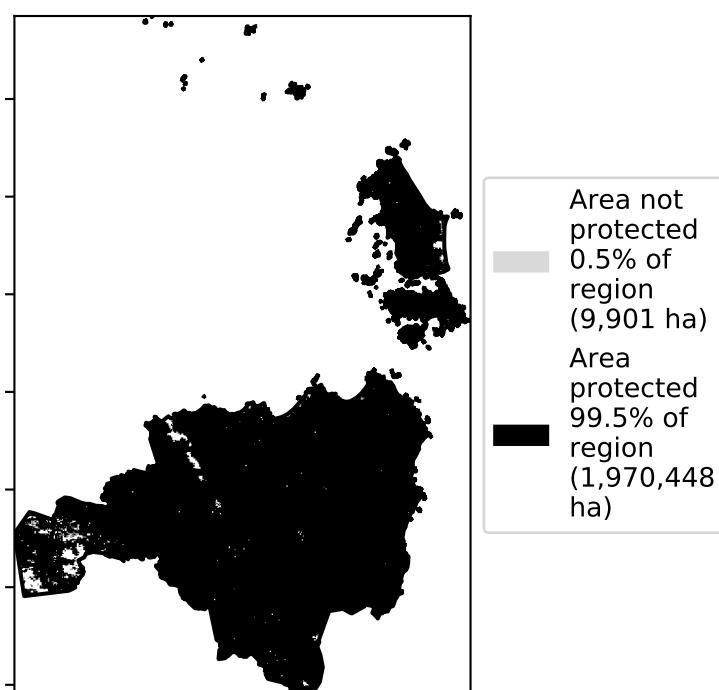 Area not
protected
0.5% of
region
(9,901 ha)
Area
protected
99.5% of
region
(1,970,448
ha)